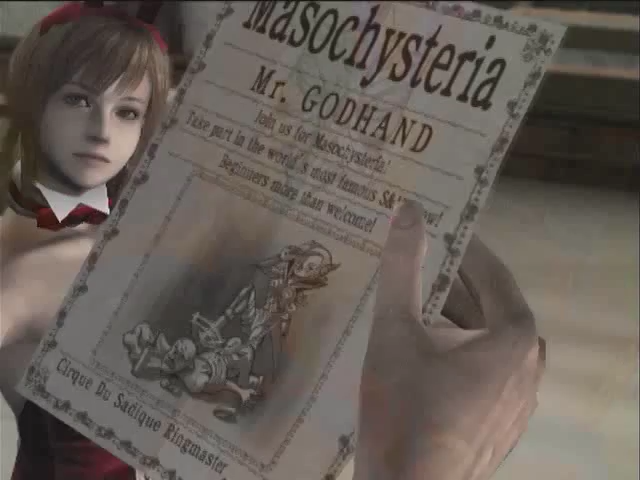 Masochysteria
Mr. GODHAND
Join us for Masochysteria!
Take part in the world's most famous
Beginners more than welcome!
Cirque Du Sadique Ringmaster